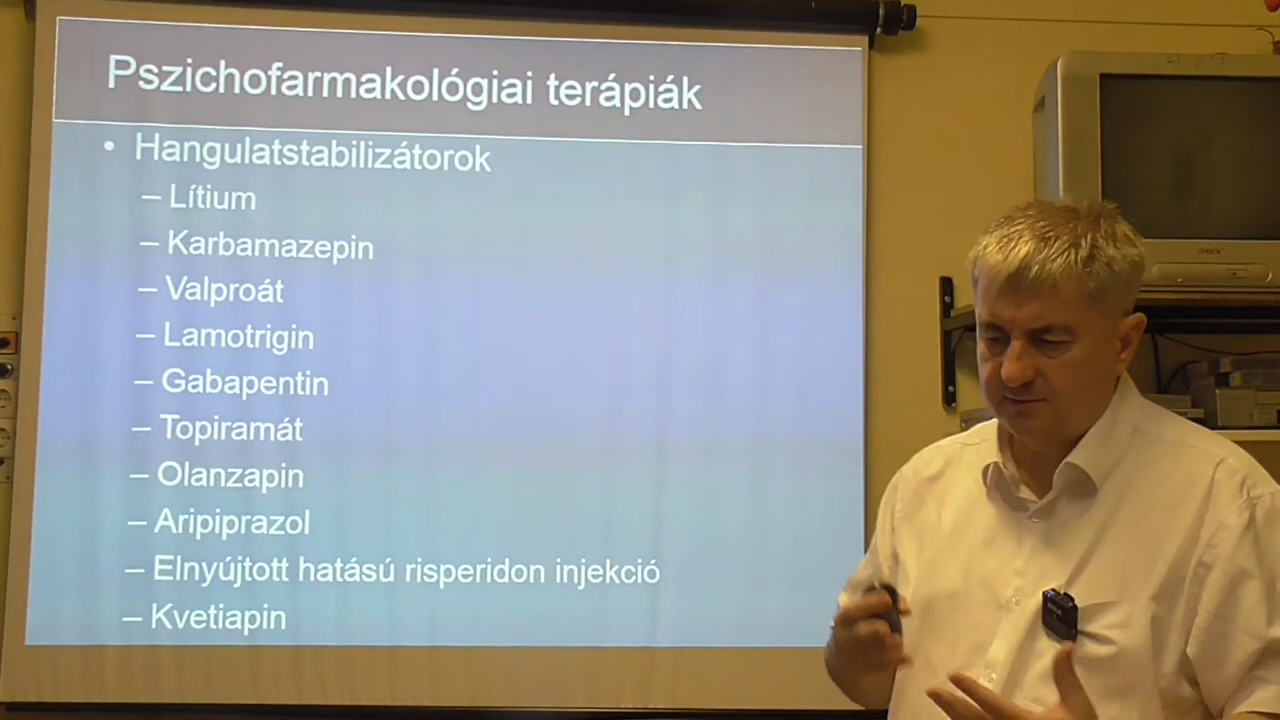 Pszichofarmakológiai terápiák
• Hangulatstabilizátorok
– Lítium
– Karbamazepin
– Valproát
– Lamotrigin
– Gabapentin
– Topiramát
– Olanzapin
– Aripiprazol
– Elnyújtott hatású risperidon injekció
– Kvetiapin